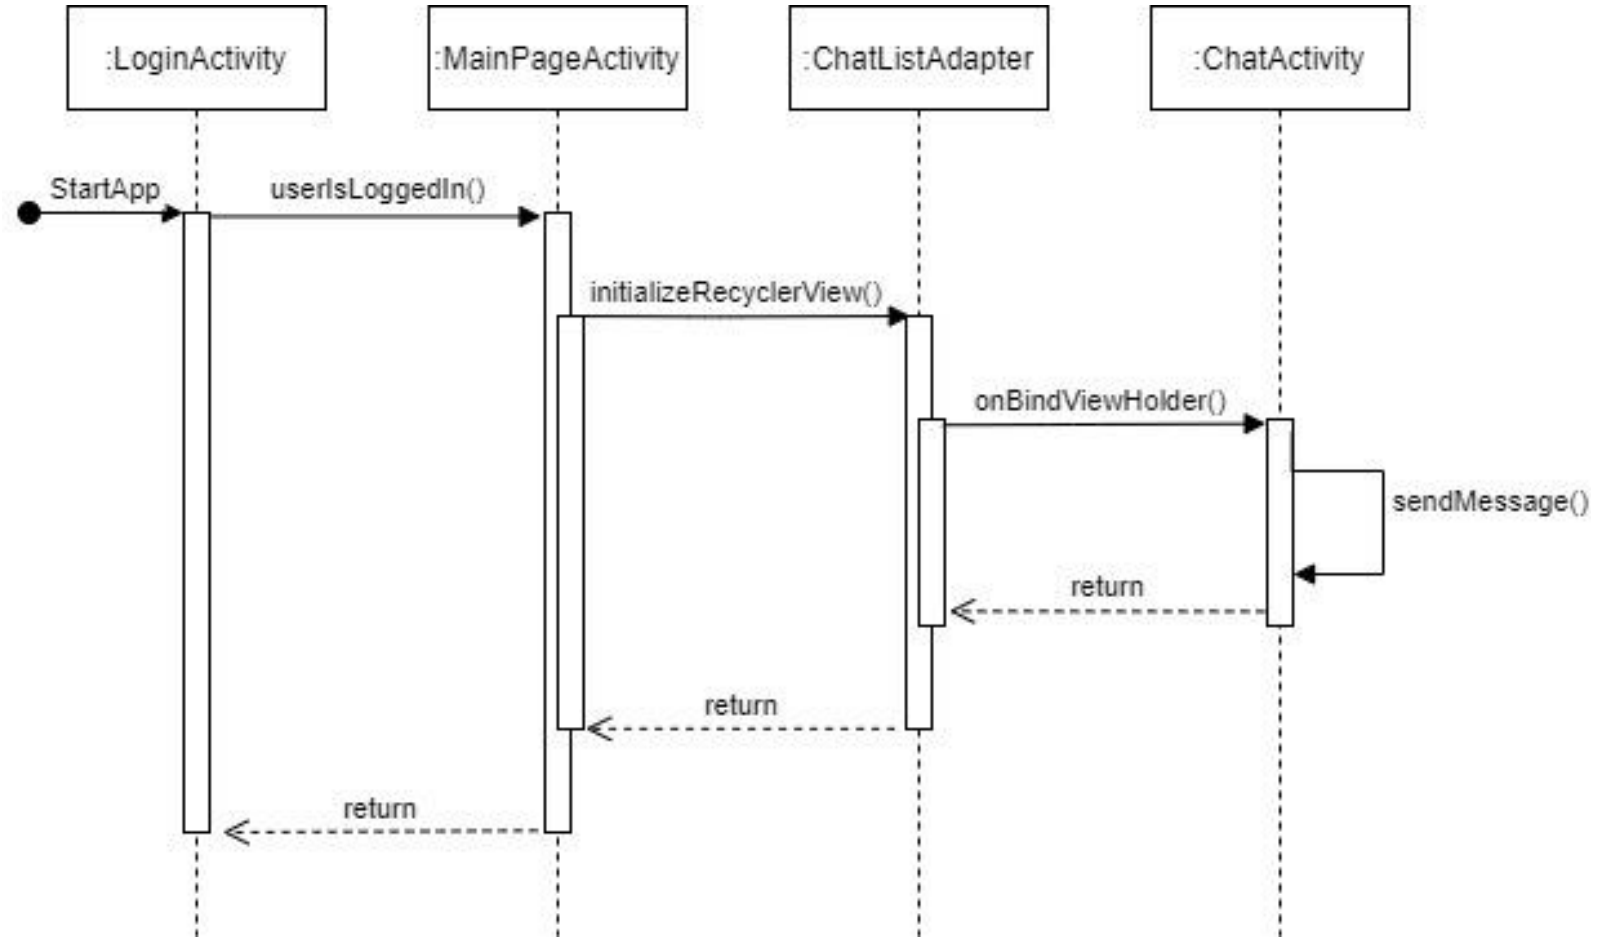 :LoginActivity
:MainPageActivity
:ChatListAdapter
:ChatActivity
StartApp
userIsLoggedIn()
initializeRecyclerView()
onBindViewHolder()
sendMessage()
return
return
return